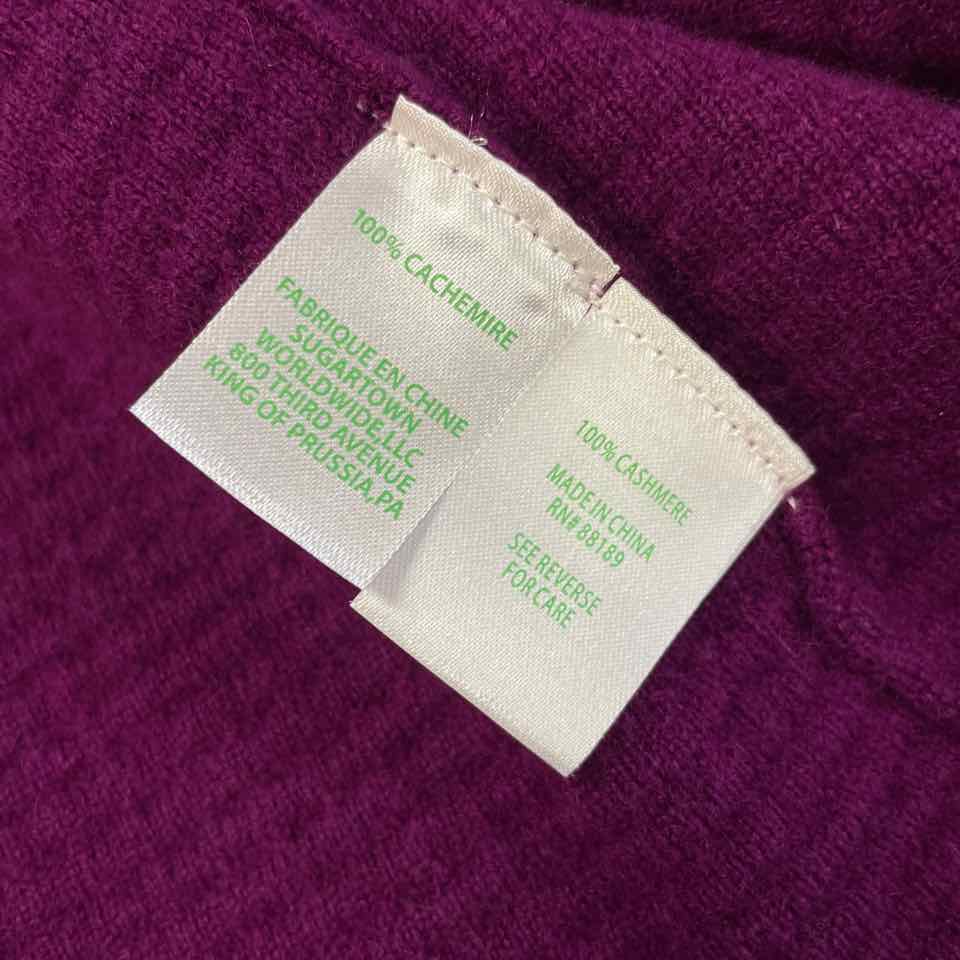 100% CACHEMIRE
FABRIQUE EN CHINE
SUGARTOWN
WORLDWIDE,LLC
800 THIRD AVENUE
KING OF PRUSSIA,PA
100% CASHMERE
MADE IN CHINA
RN# 88189
SEE REVERSE
FOR CARE